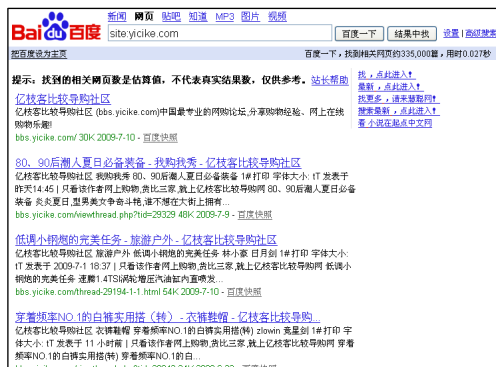 新闻 网页 贴吧 知道 MP3 图片 视频
Bai du 百度 site:yicike.com 百度一下 结果中找 设置 | 高级搜索
把百度设为主页 百度一下，找到相关网页约335,000篇，用时0.027秒
提示：找到的相关网页数量是估算值，不代表真实结果数，仅供参考。 站长帮助
亿枝客比较导购社区
亿枝客比较导购社区 (bbs.yicike.com)中国最专业的网购论坛,分享购物经验、网上在线
购物乐趣!
bbs.yicike.com/ 30K 2009-7-10 - 百度快照
80、90后潮人夏日必备装备 - 我购我秀 - 亿枝客比较导购社区
亿枝客比较导购社区 我购我秀 80、90后潮人夏日必备装备 1# 打印 字体大小: tT 发表于
昨天14:45 | 只看该作者网上购物,货比三家,就上亿枝客比较导购网 80、90后潮人夏日必备
装备 炎炎夏日,型男美女争奇斗艳,谁不想在大街上拥有...
bbs.yicike.com/viewthread.php?tid=29329 48K 2009-7-9 - 百度快照
低调小钢炮的完美任务 - 旅游户外 - 亿枝客比较导购社区
亿枝客比较导购社区 旅游户外 低调小钢炮的完美任务 林小豪 日月剑 1# 打印 字体大小:
tT 发表于 2009-7-1 18:37 | 只看该作者网上购物,货比三家,就上亿枝客比较导购网 低调小
钢炮的完美任务 速腾1.4TSI涡轮增压汽油缸内直喷发...
bbs.yicike.com/thread-29194-1-1.html 54K 2009-7-10 - 百度快照
穿着频率NO.1的白裤实用搭（转） - 衣裤鞋帽 - 亿枝客比较导购...
亿枝客比较导购社区 衣裤鞋帽 穿着频率NO.1的白裤实用搭(转) zlowin 竞星剑 1# 打印 字
体大小: tT 发表于 11 小时前 | 只看该作者网上购物,货比三家,就上亿枝客比较导购网 穿着
频率NO.1的白裤实用搭(转) 穿着频率NO.1的白...
找 ，点此进入!
最新 ，点此进入!
找更多 ，请来慧聪网!
搜索最新 ，点此进入!
看 小说在起点中文网